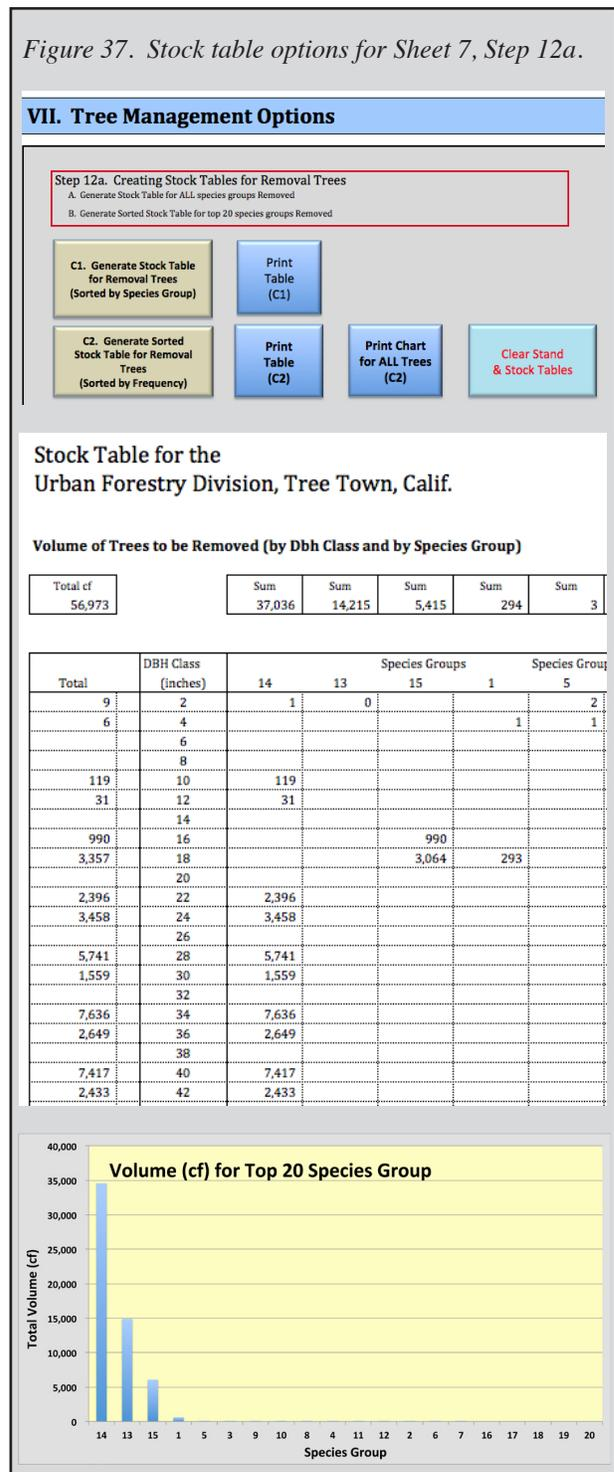 Figure 37. Stock table options for Sheet 7, Step 12a.
VII. Tree Management Options
Step 12a. Creating Stock Tables for Removal Trees
A. Generate Stock Table for ALL species groups Removed
B. Generate Sorted Stock Table for top 20 species groups Removed
C1. Generate Stock Table
for Removal Trees
(Sorted by Species Group)
Print
Table
(C1)
C2. Generate Sorted
Stock Table for Removal
Trees
(Sorted by Frequency)
Print
Table
(C2)
Print Chart
for ALL Trees
(C2)
Clear Stand
& Stock Tables
Stock Table for the
Urban Forestry Division, Tree Town, Calif.
Volume of Trees to be Removed (by Dbh Class and by Species Group)
Total cf Sum Sum Sum Sum Sum
56,973 37,036 14,215 5,415 294 3
DBH Class Species Groups Species Group
Total (inches) 14 13 15 1 5
9 2 1 0 2
6 4 1 1
6
8
119 10 119
31 12 31
14
990 16 990
3,357 18 3,064 293
20
2,396 22 2,396
3,458 24 3,458
26
5,741 28 5,741
1,559 30 1,559
32
7,636 34 7,636
2,649 36 2,649
38
7,417 40 7,417
2,433 42 2,433
Volume (cf) for Top 20 Species Group
Total Volume (cf)
40,000
35,000
30,000
25,000
20,000
15,000
10,000
5,000
0
14 13 15 1 5 3 9 10 8 4 11 12 2 6 7 16 17 18 19 20
Species Group